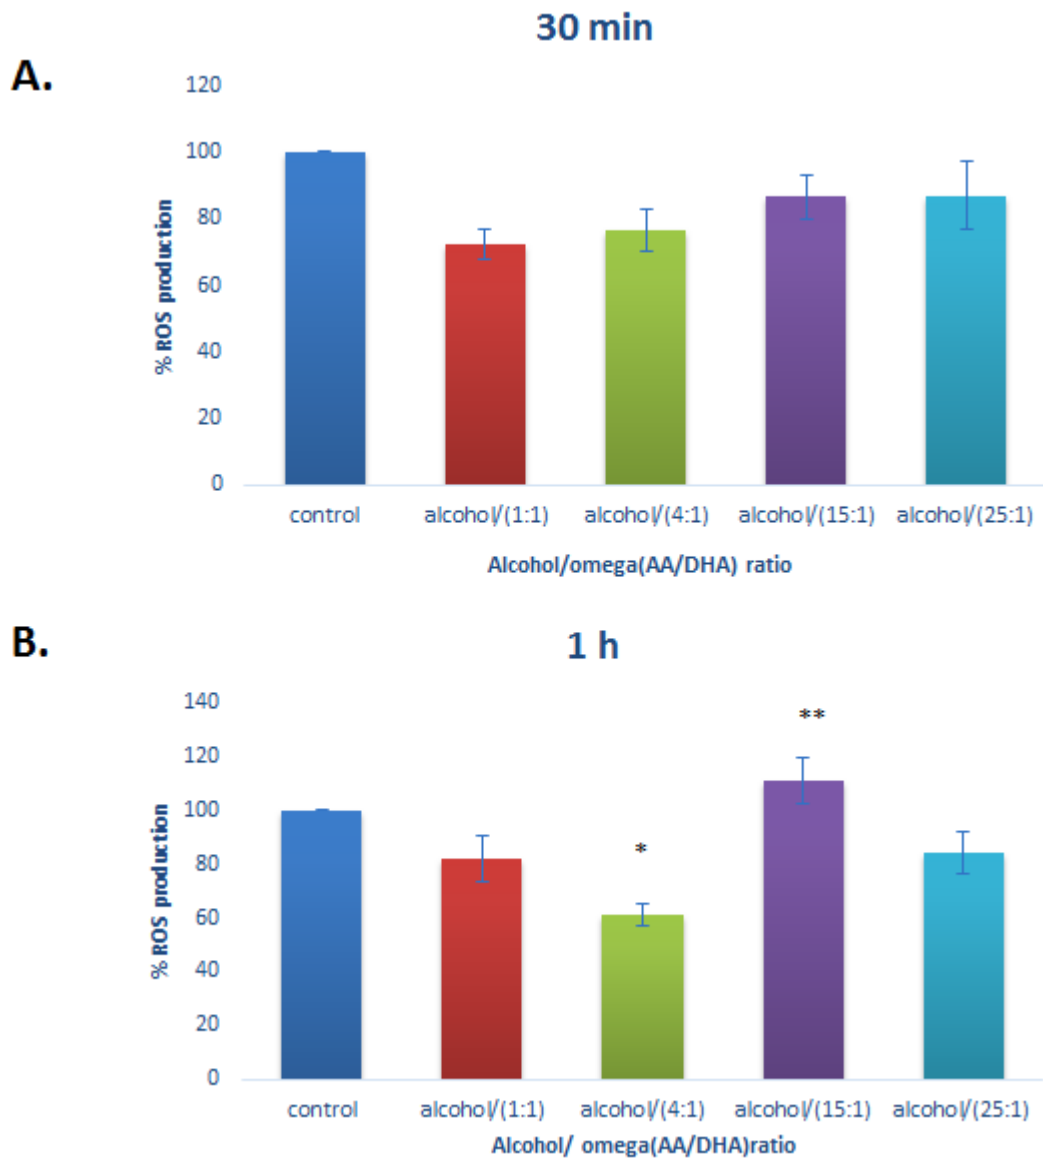 30 min
A.
120
100
80
60
40
20
0
% ROS production
control alcohol/(1:1) alcohol/(4:1) alcohol/(15:1) alcohol/(25:1)
Alcohol/omega(AA/DHA) ratio
B.
1 h
140
120
100
80
60
40
20
0
% ROS production
*
**
control alcohol/(1:1) alcohol/(4:1) alcohol/(15:1) alcohol/(25:1)
Alcohol/ omega(AA/DHA)ratio